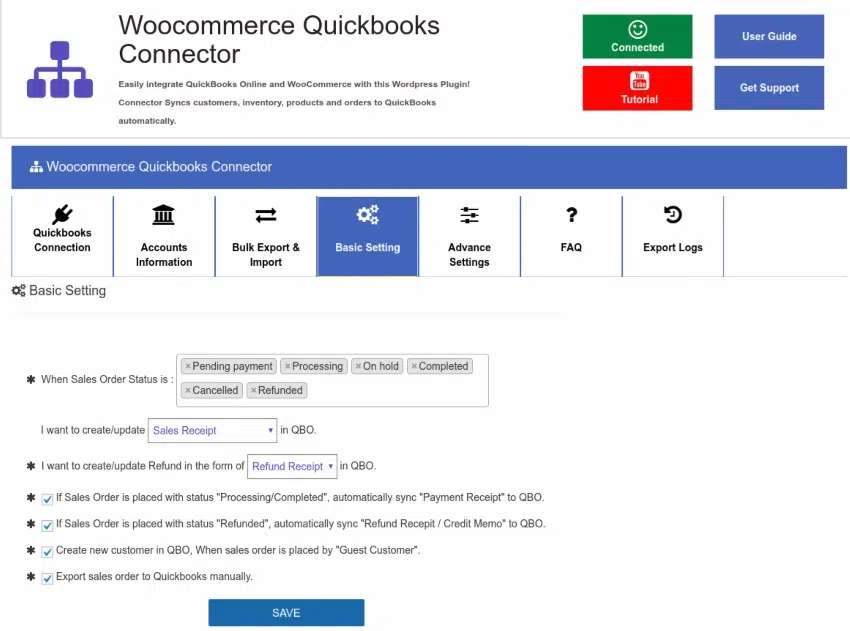 Woocommerce Quickbooks
Connector
Easily integrate QuickBooks Online and WooCommerce with this Wordpress Plugin!
Connector Syncs customers, inventory, products and orders to QuickBooks
automatically.
Connected
User Guide
You
Tube
Tutorial
Get Support
Woocommerce Quickbooks Connector
Quickbooks
Connection
Accounts
Information
Bulk Export &
Import
Basic Setting
Advance
Settings
?
FAQ
Export Logs
Basic Setting
✱ When Sales Order Status is :
×Pending payment ×Processing ×On hold ×Completed
×Cancelled ×Refunded
I want to create/update Sales Receipt in QBO.
✱ I want to create/update Refund in the form of Refund Receipt in QBO.
✱ If Sales Order is placed with status "Processing/Completed", automatically sync "Payment Receipt" to QBO.
✱ If Sales Order is placed with status "Refunded", automatically sync "Refund Recepit / Credit Memo" to QBO.
✱ Create new customer in QBO, When sales order is placed by "Guest Customer".
✱ Export sales order to Quickbooks manually.
SAVE